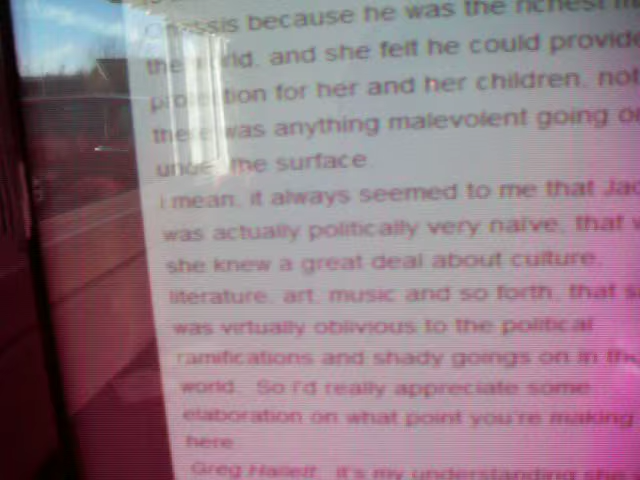 because he was the richest
the world, and she felt he could provide
protection for her and her children, not
there was anything malevolent going
under the surface.
I mean, it always seemed to me that
was actually politically very naive, that
she knew a great deal about culture,
literature, art, music and so forth, that
was virtually oblivious to the political
ramifications and shady goings on in the
world. So I'd really appreciate some
elaboration on what point you're making
here.
Greg Hallett: It's my understanding she